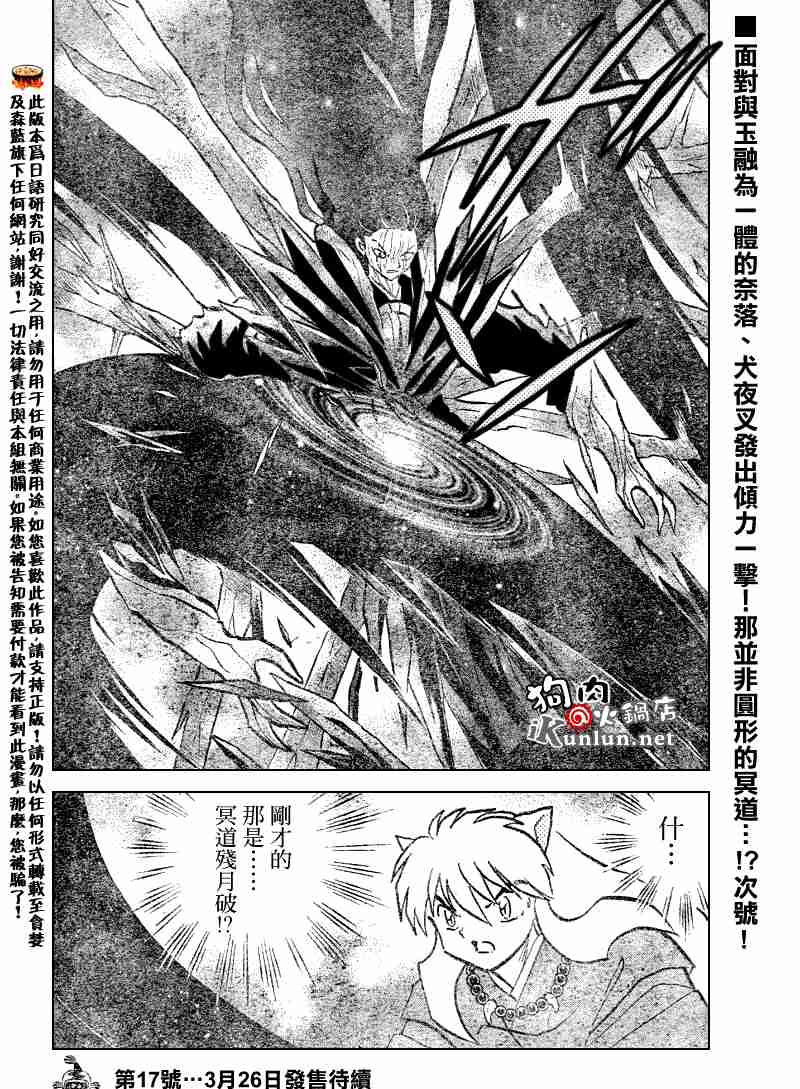 ■面對與玉融為一體的奈落、犬夜叉發出傾力一擊！那並非圓形的冥道…!?次號！
狗肉
火鍋店
iKunlun.net
什…
剛才的
那是……
冥道殘月破!?
此版本爲日語研究同好交流之用，請勿用于任何商業用途。如您喜歡此作品，請支持正版！請勿以任何形式轉載至貪婪
及森藍旗下任何網站，謝謝！一切法律責任與本組無關。如果您被告知需要付款才能看到此漫畫，那麼，您被騙了！
第17號…3月26日發售待續